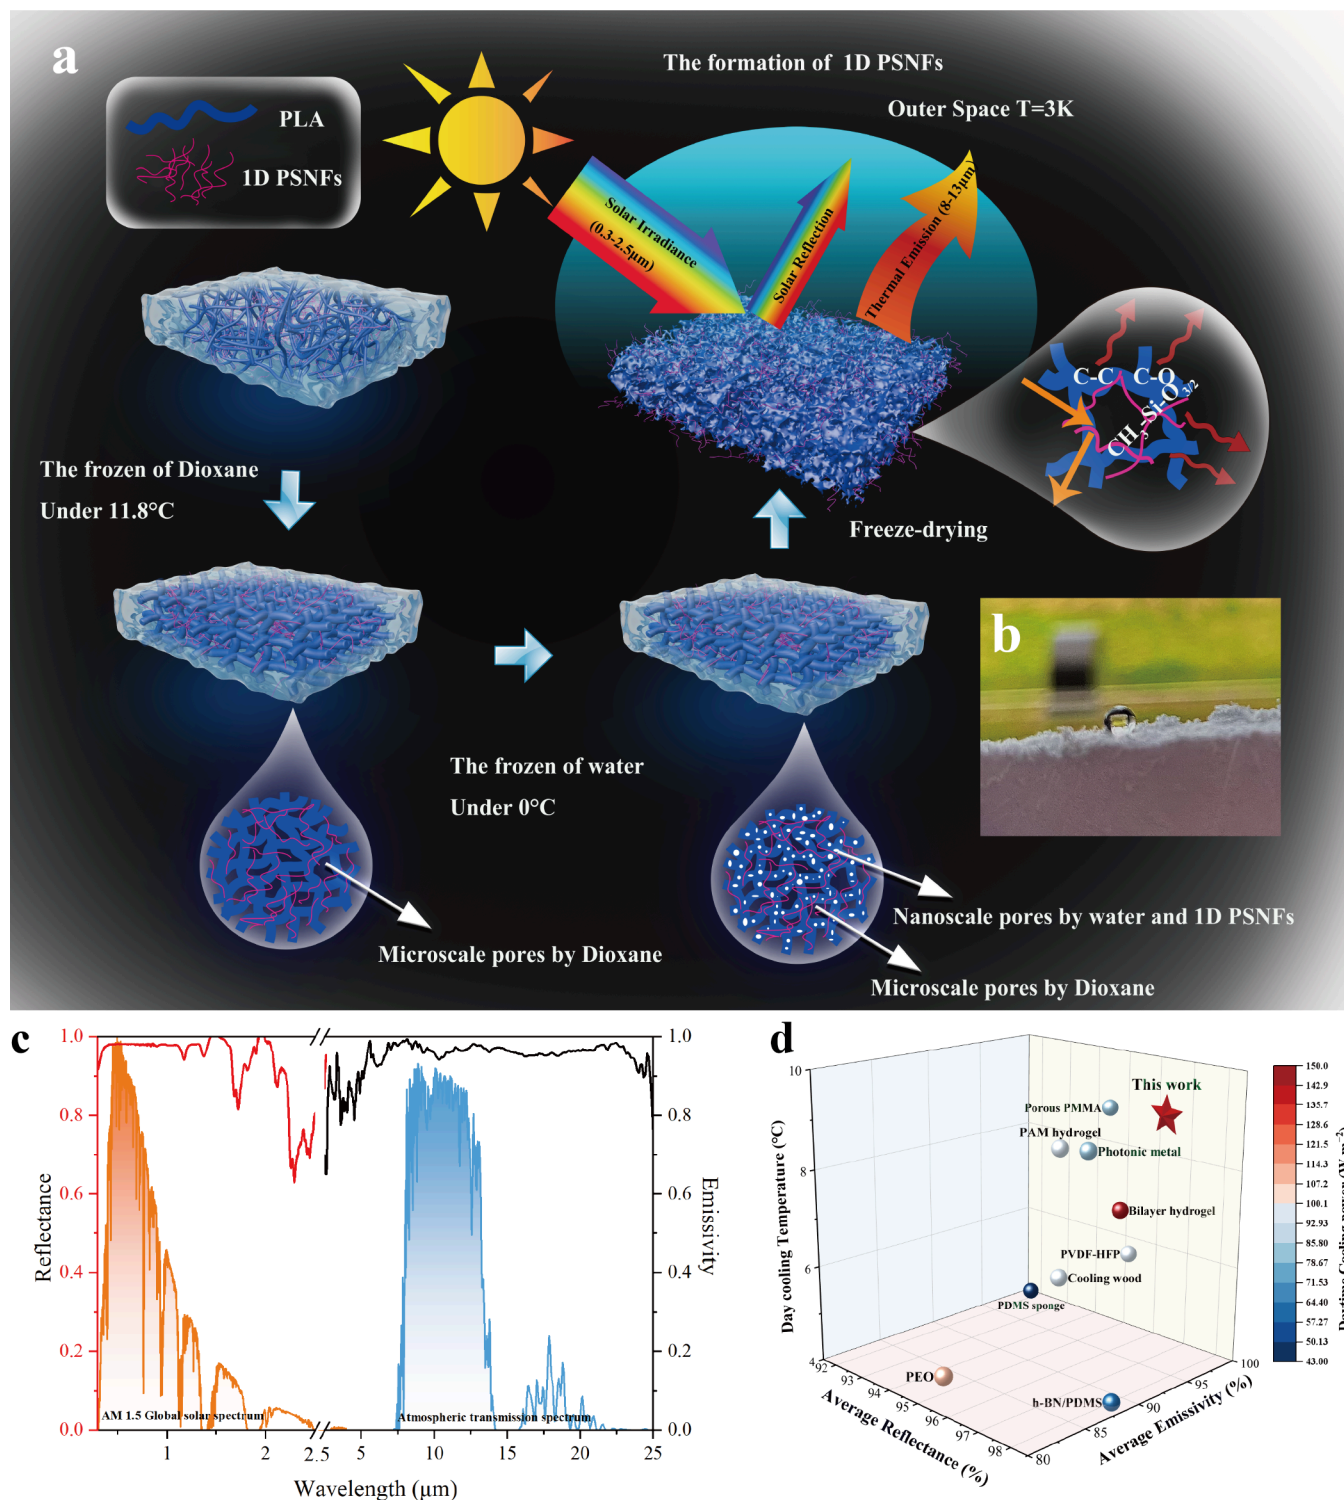 a
The formation of 1D PSNFs
PLA
1D PSNFs
Outer Space T=3K
Solar Irradiance
(0.3-2.5μm)
Solar Reflection
Thermal Emission (8-13μm)
C-C
C-O
CH3-Si-O3/2
The frozen of Dioxane
Under 11.8°C
Freeze-drying
b
The frozen of water
Under 0°C
Nanoscale pores by water and 1D PSNFs
Microscale pores by Dioxane
Microscale pores by Dioxane
c
1.0
0.8
0.6
0.4
0.2
0.0
Reflectance
1.0
0.8
0.6
0.4
0.2
0.0
Emissivity
AM 1.5 Global solar spectrum
Atmospheric transmission spectrum
1
2
2.5
5
10
15
20
25
Wavelength (μm)
d
10
8
6
4
Day cooling Temperature (°C)
This work
Porous PMMA
PAM hydrogel
Photonic metal
Bilayer hydrogel
PVDF-HFP
Cooling wood
PDMS sponge
PEO
h-BN/PDMS
92
93
94
95
96
97
98
Average Reflectance (%)
80
85
90
95
100
Average Emissivity (%)
150.0
142.9
135.7
128.6
121.5
114.3
107.2
100.1
92.93
85.80
78.67
71.53
64.40
57.27
50.13
43.00
Daytime Cooling power (W m⁻²)